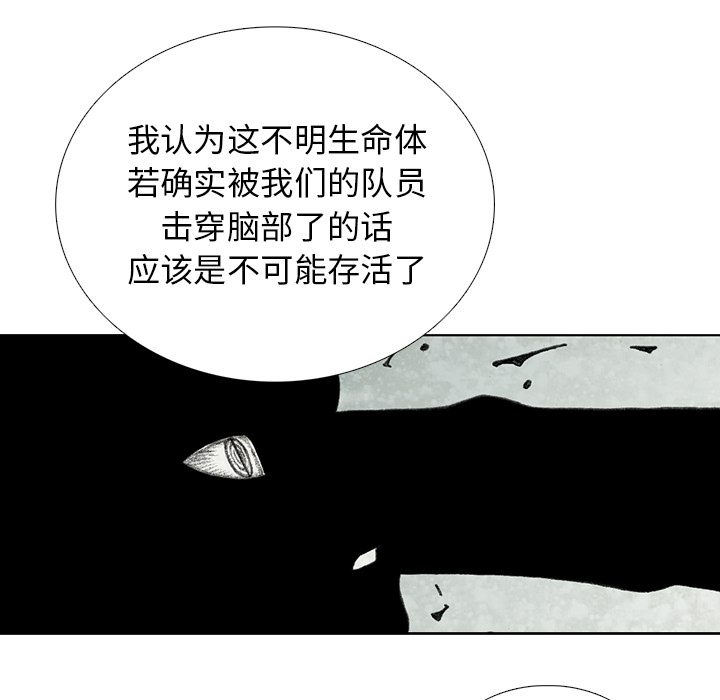 我认为这不明生命体
若确实被我们的队员
击穿脑部了的话
应该是不可能存活了